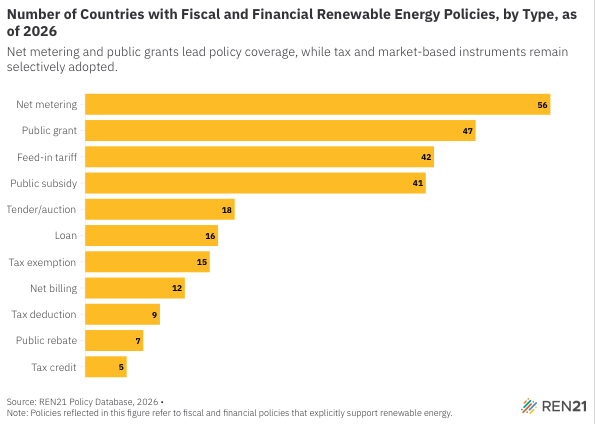 Number of Countries with Fiscal and Financial Renewable Energy Policies, by Type, as
of 2026
Net metering and public grants lead policy coverage, while tax and market-based instruments remain
selectively adopted.
Net metering 56
Public grant 47
Feed-in tariff 42
Public subsidy 41
Tender/auction 18
Loan 16
Tax exemption 15
Net billing 12
Tax deduction 9
Public rebate 7
Tax credit 5
Source: REN21 Policy Database, 2026 •
Note: Policies reflected in this figure refer to fiscal and financial policies that explicitly support renewable energy.
REN21